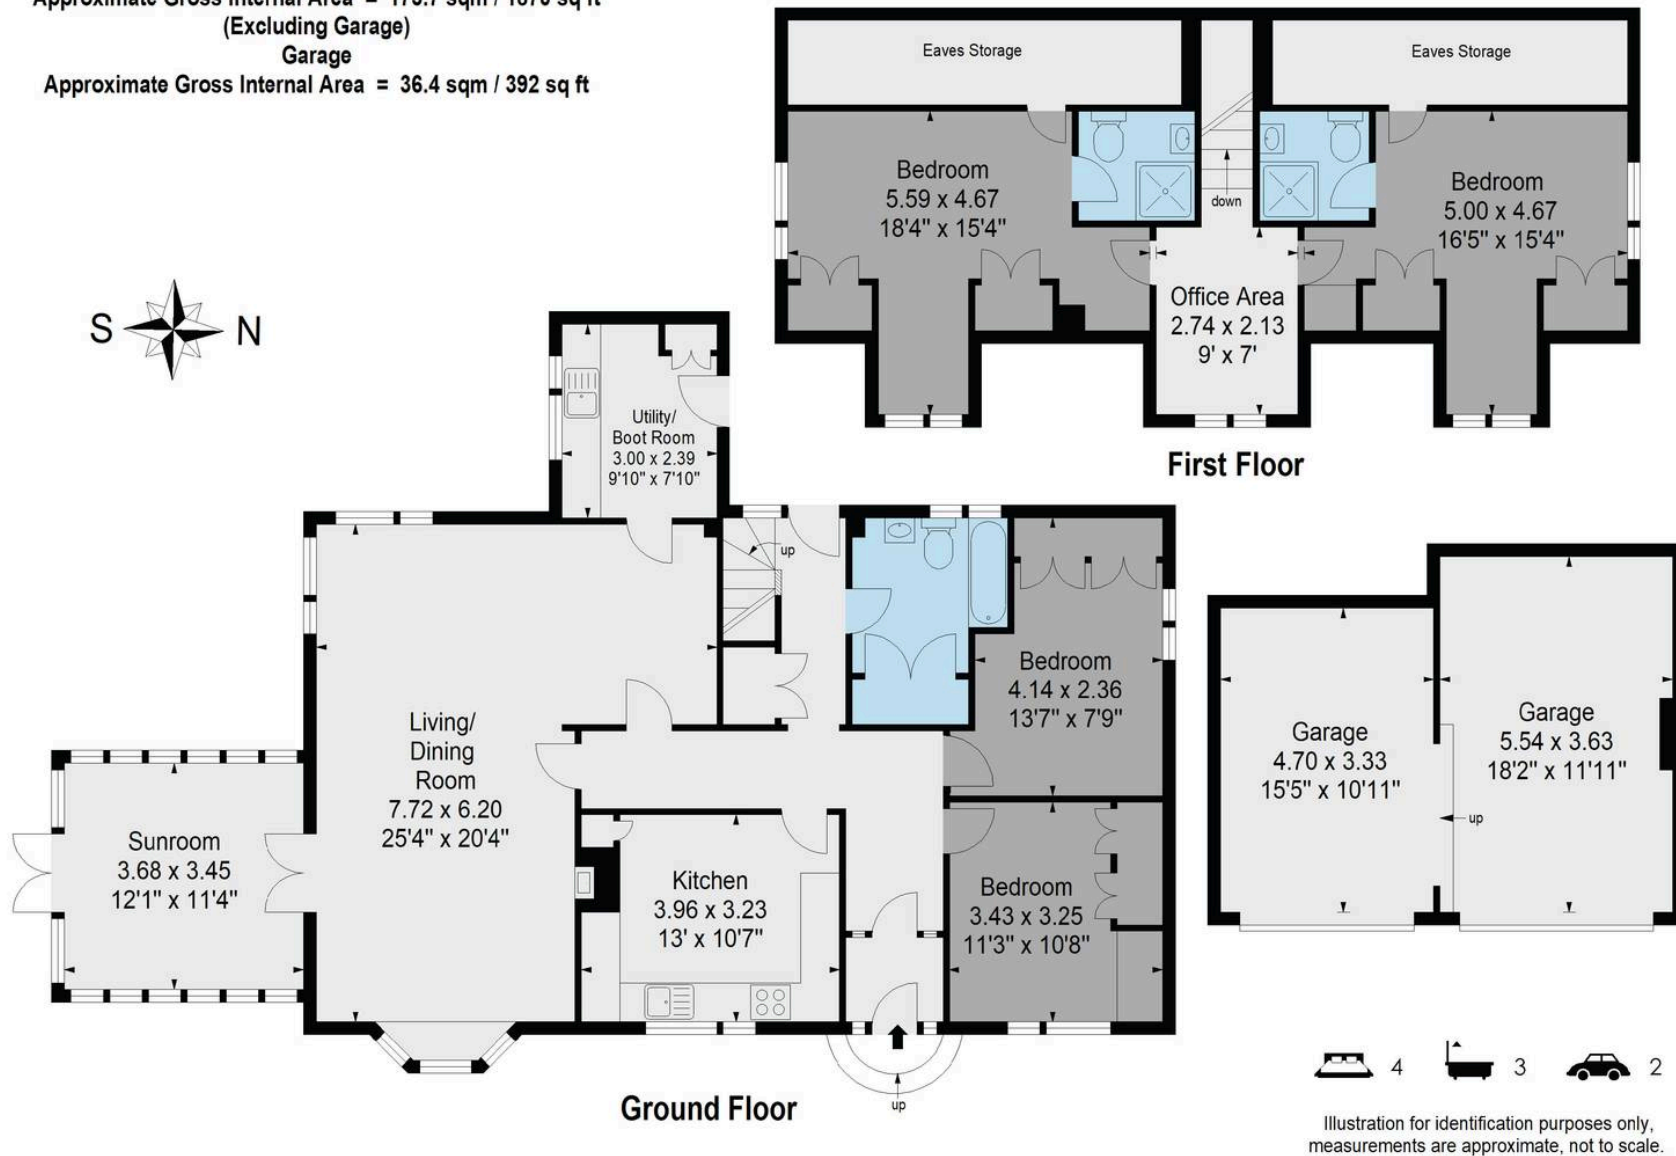 (Excluding Garage)
Garage
Approximate Gross Internal Area = 36.4 sqm / 392 sq ft
Eaves Storage
Eaves Storage
Bedroom
5.59 x 4.67
18'4" x 15'4"
down
Bedroom
5.00 x 4.67
16'5" x 15'4"
Office Area
2.74 x 2.13
9' x 7'
First Floor
S N
Utility/
Boot Room
3.00 x 2.39
9'10" x 7'10"
up
Living/
Dining
Room
7.72 x 6.20
25'4" x 20'4"
Bedroom
4.14 x 2.36
13'7" x 7'9"
Sunroom
3.68 x 3.45
12'1" x 11'4"
Kitchen
3.96 x 3.23
13' x 10'7"
Bedroom
3.43 x 3.25
11'3" x 10'8"
up
Ground Floor
Garage
4.70 x 3.33
15'5" x 10'11"
up
Garage
5.54 x 3.63
18'2" x 11'11"
4 3 2
Illustration for identification purposes only,
measurements are approximate, not to scale.